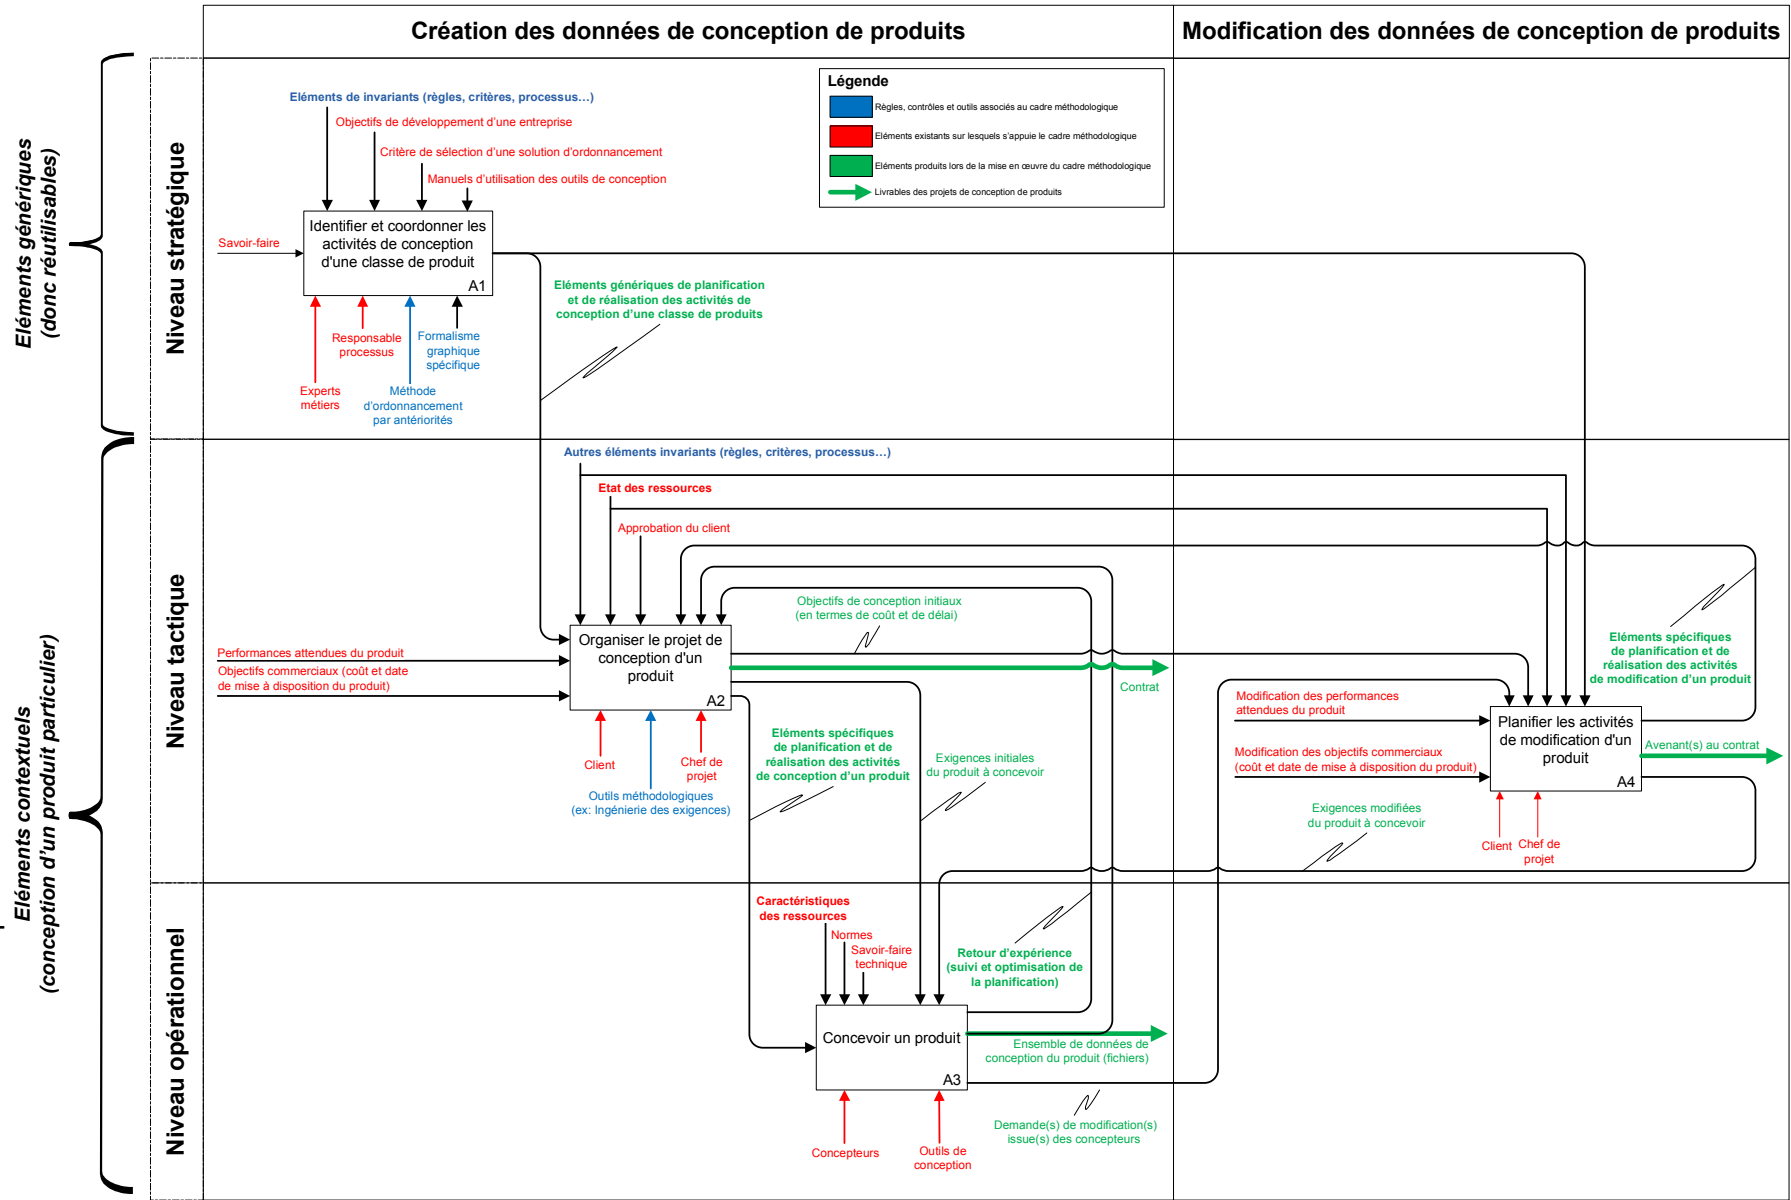 Création des données de conception de produits
Modification des données de conception de produits
Eléments génériques
(donc réutilisables)
Niveau stratégique
Eléments de invariants (règles, critères, processus…)
Objectifs de développement d'une entreprise
Critère de sélection d'une solution d'ordonnancement
Manuels d'utilisation des outils de conception
Légende
Règles, contrôles et outils associés au cadre méthodologique
Eléments existants sur lesquels s'appuie le cadre méthodologique
Eléments produits lors de la mise en œuvre du cadre méthodologique
Livrables des projets de conception de produits
Savoir-faire
Identifier et coordonner les
activités de conception
d'une classe de produit
A1
Experts
métiers
Responsable
processus
Méthode
d'ordonnancement
par antériorités
Formalisme
graphique
spécifique
Eléments génériques de planification
et de réalisation des activités de
conception d'une classe de produits
Eléments contextuels
(conception d'un produit particulier)
Niveau tactique
Autres éléments invariants (règles, critères, processus…)
Etat des ressources
Approbation du client
Objectifs de conception initiaux
(en termes de coût et de délai)
Performances attendues du produit
Objectifs commerciaux (coût et date
de mise à disposition du produit)
Organiser le projet de
conception d'un
produit
A2
Contrat
Client
Outils méthodologiques
(ex: Ingénierie des exigences)
Chef de
projet
Eléments spécifiques
de planification et de
réalisation des activités
de conception d'un produit
Exigences initiales
du produit à concevoir
Eléments spécifiques
de planification et de
réalisation des activités
de modification d'un produit
Modification des performances
attendues du produit
Modification des objectifs commerciaux
(coût et date de mise à disposition du produit)
Planifier les activités
de modification d'un
produit
A4
Avenant(s) au contrat
Client
Chef de
projet
Exigences modifiées
du produit à concevoir
Niveau opérationnel
Caractéristiques
des ressources
Normes
Savoir-faire
technique
Retour d'expérience
(suivi et optimisation de
la planification)
Concevoir un produit
A3
Ensemble de données de
conception du produit (fichiers)
Demande(s) de modification(s)
issue(s) des concepteurs
Concepteurs
Outils de
conception